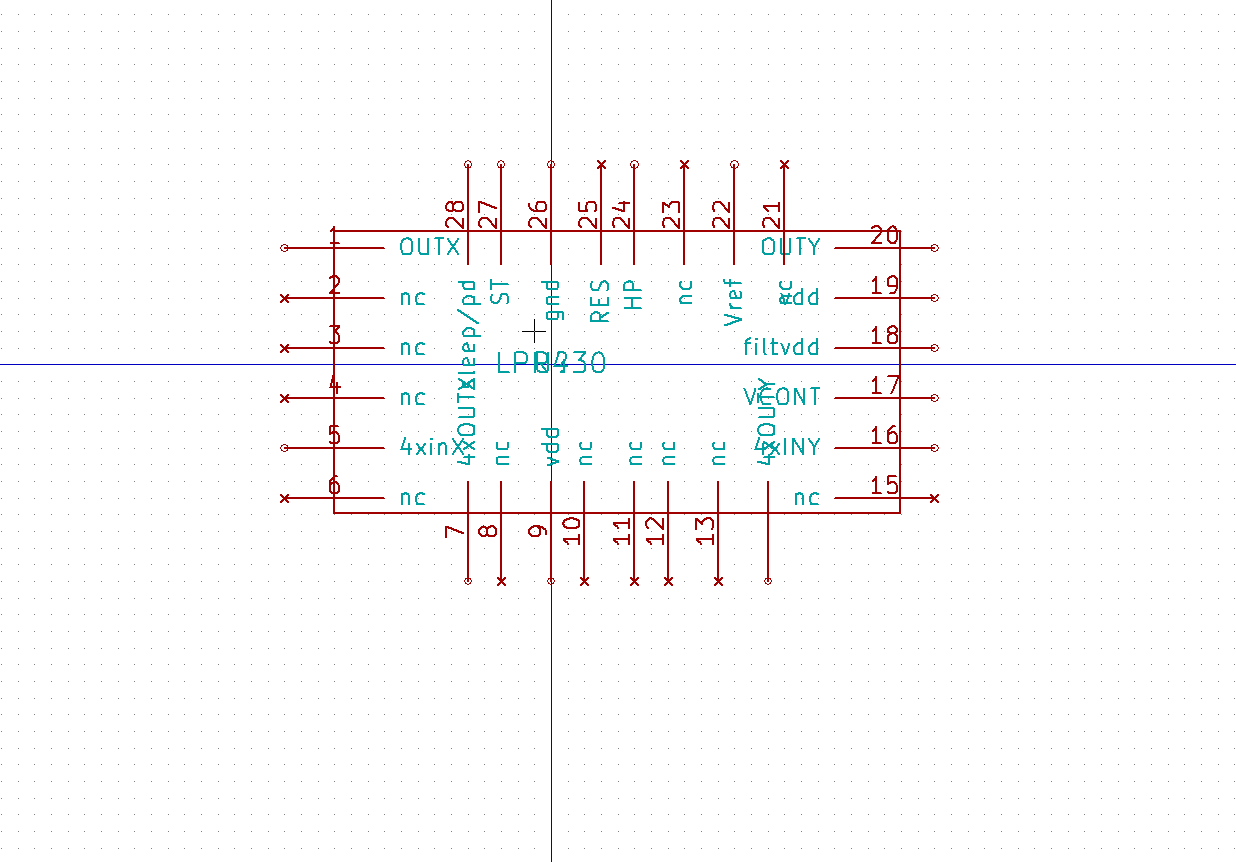 28 27 26 25 24 23 22 21
1 OUTX OUTY 20
2 nc vdd 19
sleep/pd ST gnd RES HP nc Vref nc
3 nc filtvdd 18
LPR430
4 nc 17
5 4xinX 4xINY 16
4xOUTX nc vdd nc nc nc nc 4xOUTY
6 nc nc 15
7 8 9 10 11 12 13